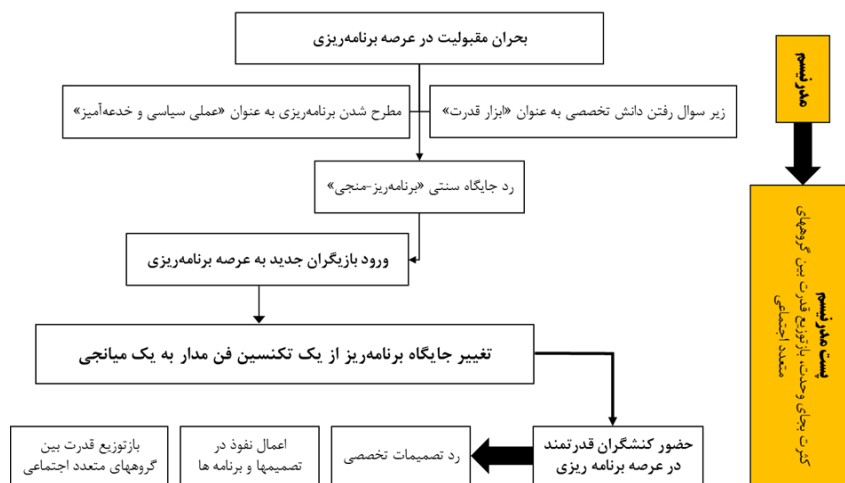 بحران مقبولیت در عرصه برنامه‌ریزی
زیر سوال رفتن دانش تخصصی به عنوان «ابزار قدرت»
مطرح شدن برنامه‌ریزی به عنوان «عملی سیاسی و خدعه‌آمیز»
رد جایگاه سنتی «برنامه‌ریز-منجی»
ورود بازیگران جدید به عرصه برنامه‌ریزی
تغییر جایگاه برنامه‌ریز از یک تکنسین فن مدار به یک میانجی
حضور کنشگران قدرتمند
در عرصه برنامه ریزی
رد تصمیمات تخصصی
اعمال نفوذ در
تصمیمها و برنامه ها
بازتوزیع قدرت بین
گروههای متعدد اجتماعی
مدرنیسم
پست مدرنیسم
کثرت بجای وحدت، بازتوزیع قدرت بین گروههای
متعدد اجتماعی